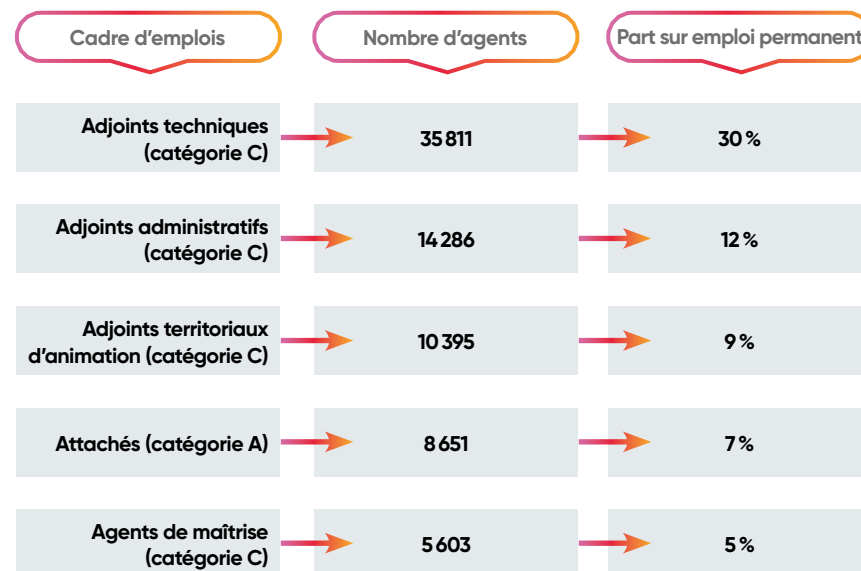 Cadre d’emplois
Nombre d’agents
Part sur emploi permanent
Adjoints techniques
(catégorie C)
35 811
30 %
Adjoints administratifs
(catégorie C)
14 286
12 %
Adjoints territoriaux
d’animation (catégorie C)
10 395
9 %
Attachés (catégorie A)
8 651
7 %
Agents de maîtrise
(catégorie C)
5 603
5 %